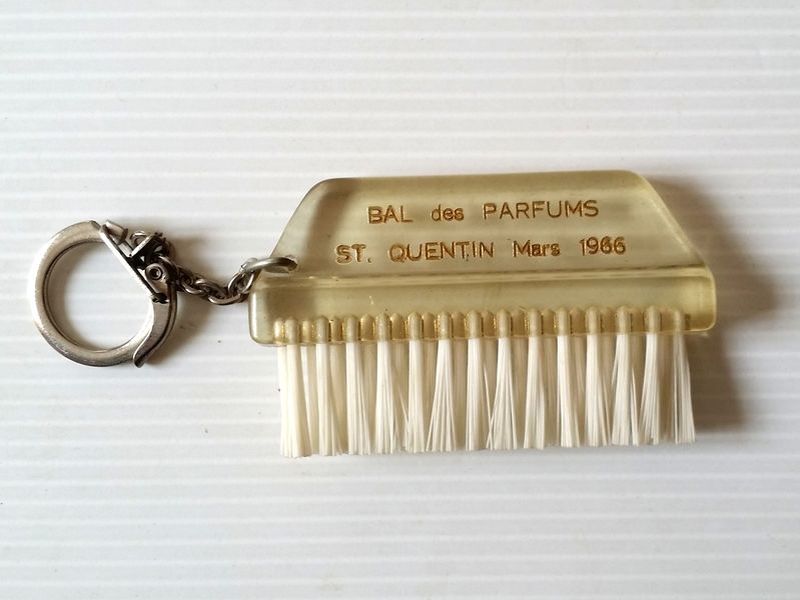 BAL des PARFUMS
ST. QUENTIN Mars 1966